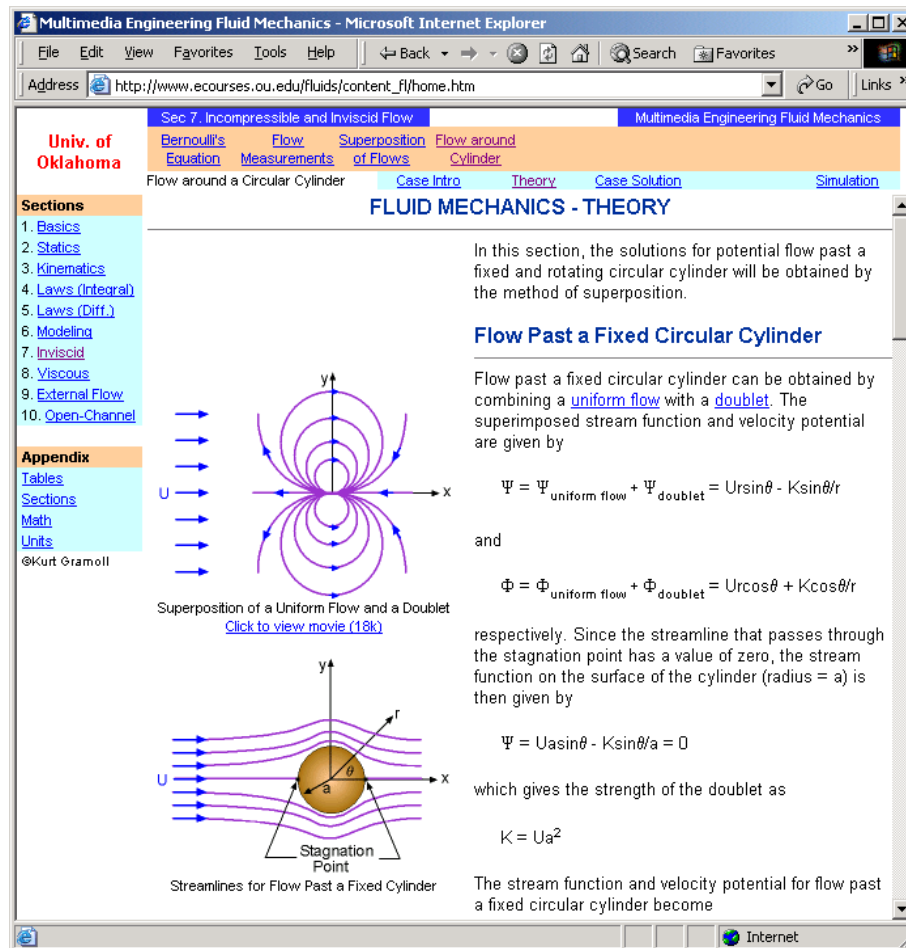 Multimedia Engineering Fluid Mechanics - Microsoft Internet Explorer
File Edit View Favorites Tools Help Back Search Favorites »
Address http://www.ecourses.ou.edu/fluids/content_fl/home.htm Go Links »
Sec 7. Incompressible and Inviscid Flow Multimedia Engineering Fluid Mechanics
Univ. of
Oklahoma
Bernoulli's Flow Superposition Flow around
Equation Measurements of Flows Cylinder
Flow around a Circular Cylinder Case Intro Theory Case Solution Simulation
Sections
1. Basics
2. Statics
3. Kinematics
4. Laws (Integral)
5. Laws (Diff.)
6. Modeling
7. Inviscid
8. Viscous
9. External Flow
10. Open-Channel
Appendix
Tables
Sections
Math
Units
©Kurt Gramoll
FLUID MECHANICS - THEORY
In this section, the solutions for potential flow past a
fixed and rotating circular cylinder will be obtained by
the method of superposition.
Flow Past a Fixed Circular Cylinder
y
U
x
Superposition of a Uniform Flow and a Doublet
Click to view movie (18k)
Flow past a fixed circular cylinder can be obtained by
combining a uniform flow with a doublet. The
superimposed stream function and velocity potential
are given by
Ψ = Ψuniform flow + Ψdoublet = Ursinθ - Ksinθ/r
and
Φ = Φuniform flow + Φdoublet = Urcosθ + Kcosθ/r
respectively. Since the streamline that passes through
the stagnation point has a value of zero, the stream
function on the surface of the cylinder (radius = a) is
then given by
Ψ = Uasinθ - Ksinθ/a = 0
which gives the strength of the doublet as
K = Ua²
The stream function and velocity potential for flow past
a fixed circular cylinder become
y
r
θ
U
x
a
Stagnation
Point
Streamlines for Flow Past a Fixed Cylinder
Internet